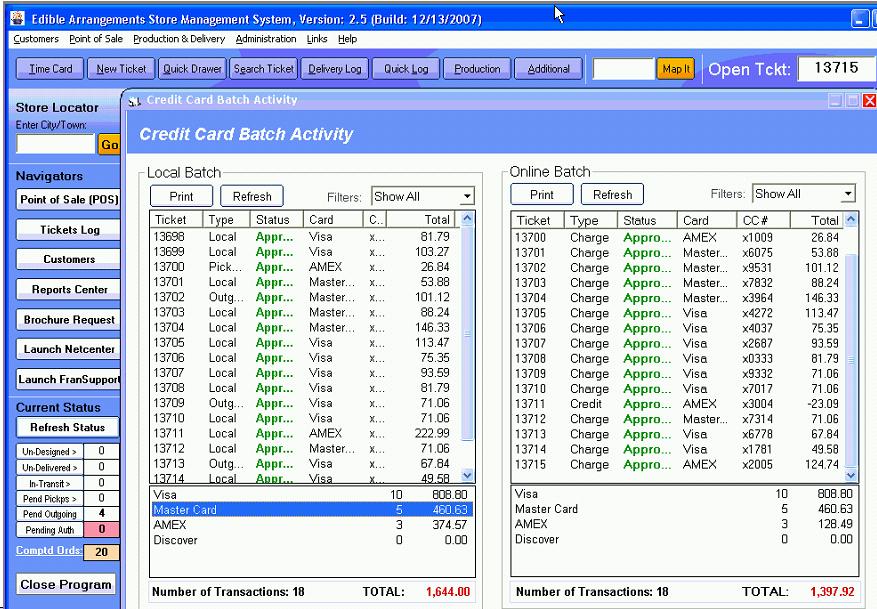 Edible Arrangements Store Management System, Version: 2.5 (Build: 12/13/2007)
Customers Point of Sale Production & Delivery Administration Links Help
Time Card New Ticket Quick Drawer Search Ticket Delivery Log Quick Log Production Additional Map It Open Tckt: 13715
Store Locator
Enter City/Town:
Go
Navigators
Point of Sale (POS)
Tickets Log
Customers
Reports Center
Brochure Request
Launch Netcenter
Launch FranSupport
Current Status
Refresh Status
Un-Designed > 0
Un-Delivered > 0
In-Transit > 0
Pend Pickps > 0
Pend Outgoing 4
Pending Auth 0
Comptd Ords: 20
Close Program
Credit Card Batch Activity
Credit Card Batch Activity
Local Batch
Print Refresh Filters: Show All
Ticket Type Status Card C.. Total
13698 Local Appr... Visa x... 81.79
13699 Local Appr... Visa x... 103.27
13700 Pick... Appr... AMEX x... 26.84
13701 Local Appr... Master... x... 53.88
13702 Outg... Appr... Master... x... 101.12
13703 Local Appr... Master... x... 88.24
13704 Local Appr... Master... x... 146.33
13705 Local Appr... Visa x... 113.47
13706 Local Appr... Visa x... 75.35
13707 Local Appr... Visa x... 93.59
13708 Local Appr... Visa x... 81.79
13709 Outg... Appr... Visa x... 71.06
13710 Local Appr... Visa x... 71.06
13711 Local Appr... AMEX x... 222.99
13712 Local Appr... Master... x... 71.06
13713 Outg... Appr... Visa x... 67.84
13714 Local Appr... Visa x... 49.58
Visa 10 808.80
Master Card 5 460.63
AMEX 3 374.57
Discover 0 0.00
Number of Transactions: 18 TOTAL: 1,644.00
Online Batch
Print Refresh Filters: Show All
Ticket Type Status Card CC # Total
13700 Charge Appro... AMEX x1009 26.84
13701 Charge Appro... Master... x6075 53.88
13702 Charge Appro... Master... x9531 101.12
13703 Charge Appro... Master... x7832 88.24
13704 Charge Appro... Master... x3964 146.33
13705 Charge Appro... Visa x4272 113.47
13706 Charge Appro... Visa x4037 75.35
13707 Charge Appro... Visa x2687 93.59
13708 Charge Appro... Visa x0333 81.79
13709 Charge Appro... Visa x9332 71.06
13710 Charge Appro... Visa x7017 71.06
13711 Credit Appro... AMEX x3004 -23.09
13712 Charge Appro... Master... x7314 71.06
13713 Charge Appro... Visa x6778 67.84
13714 Charge Appro... Visa x1781 49.58
13715 Charge Appro... AMEX x2005 124.74
Visa 10 808.80
Master Card 5 460.63
AMEX 3 128.49
Discover 0 0.00
Number of Transactions: 18 TOTAL: 1,397.92